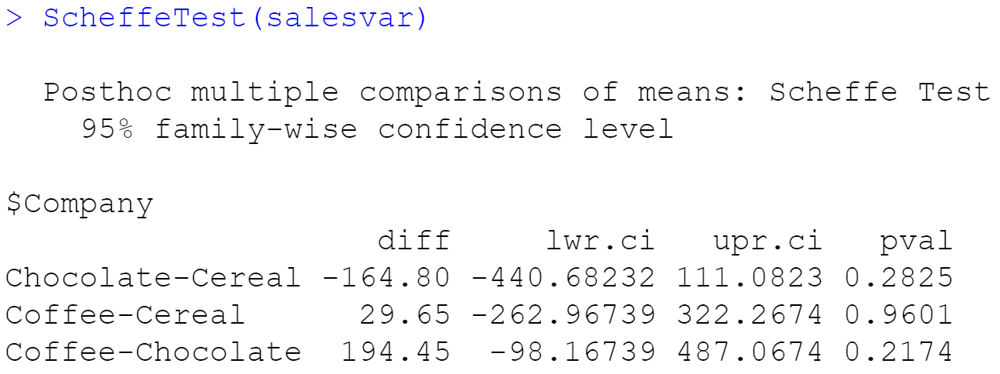 > ScheffeTest(salesvar)
Posthoc multiple comparisons of means: Scheffe Test
95% family-wise confidence level
$Company
diff lwr.ci upr.ci pval
Chocolate-Cereal -164.80 -440.68232 111.0823 0.2825
Coffee-Cereal 29.65 -262.96739 322.2674 0.9601
Coffee-Chocolate 194.45 -98.16739 487.0674 0.2174